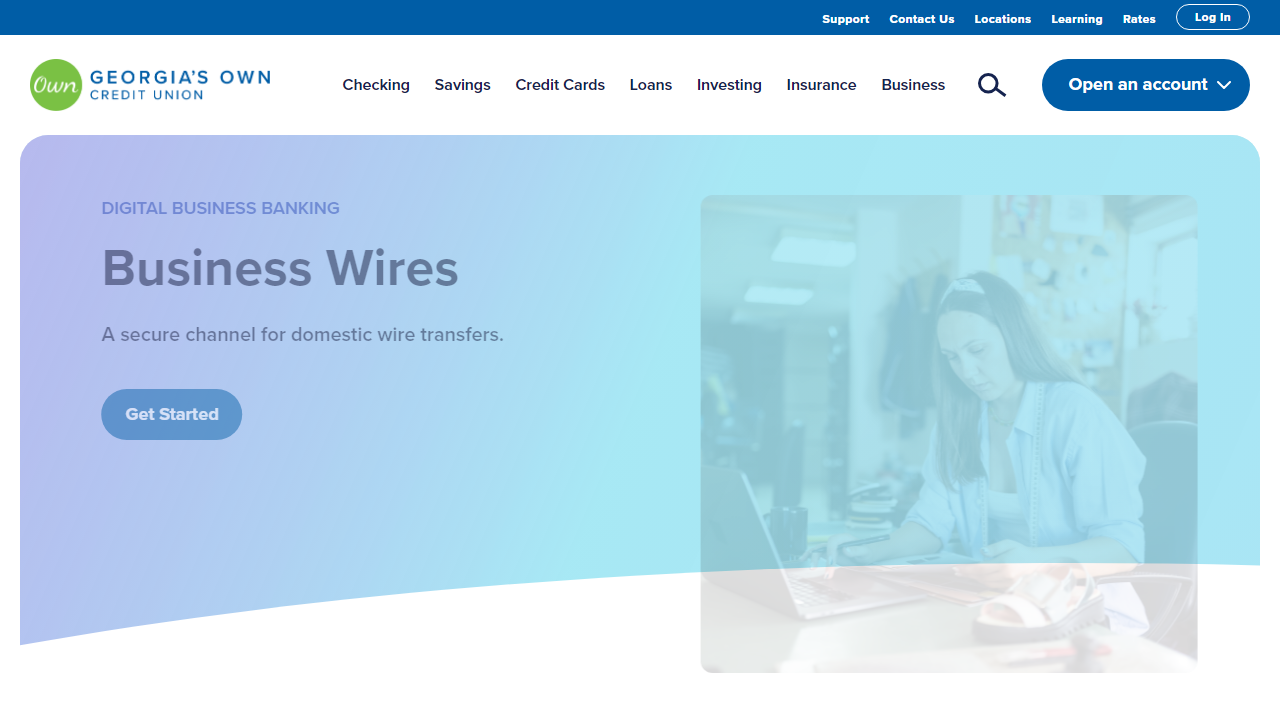 Support Contact Us Locations Learning Rates Log In
Own GEORGIA'S OWN
CREDIT UNION
Checking Savings Credit Cards Loans Investing Insurance Business
Open an account
DIGITAL BUSINESS BANKING
Business Wires
A secure channel for domestic wire transfers.
Get Started